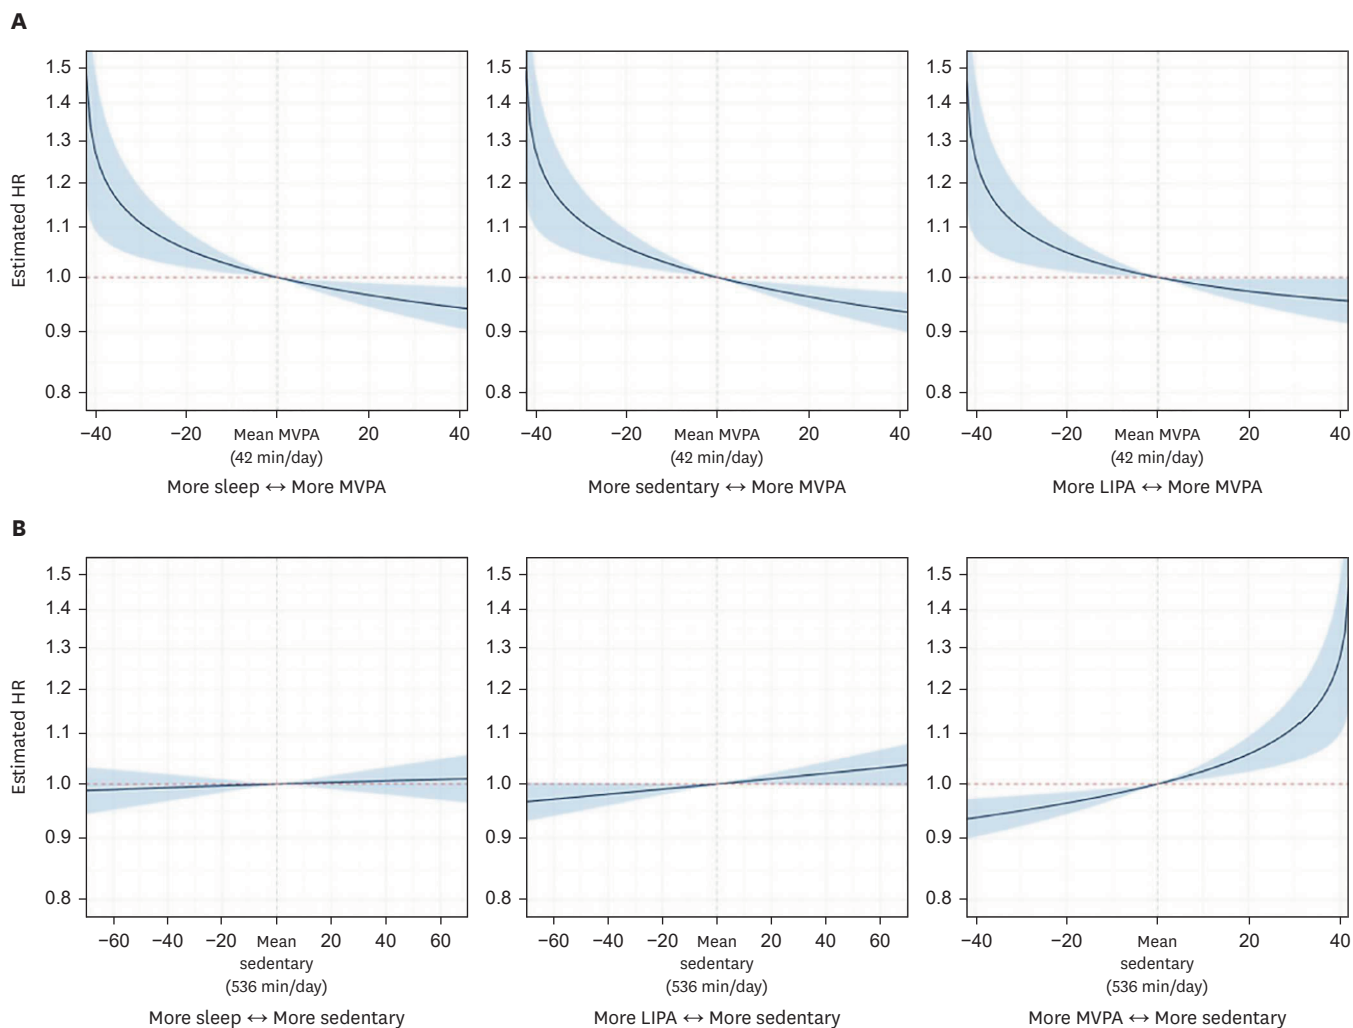 A
Estimated HR
1.5
1.4
1.3
1.2
1.1
1.0
0.9
0.8
−40 −20 Mean MVPA 20 40
(42 min/day)
More sleep ↔ More MVPA
1.5
1.4
1.3
1.2
1.1
1.0
0.9
0.8
−40 −20 Mean MVPA 20 40
(42 min/day)
More sedentary ↔ More MVPA
1.5
1.4
1.3
1.2
1.1
1.0
0.9
0.8
−40 −20 Mean MVPA 20 40
(42 min/day)
More LIPA ↔ More MVPA
B
Estimated HR
1.5
1.4
1.3
1.2
1.1
1.0
0.9
0.8
−60 −40 −20 Mean 20 40 60
sedentary
(536 min/day)
More sleep ↔ More sedentary
1.5
1.4
1.3
1.2
1.1
1.0
0.9
0.8
−60 −40 −20 Mean 20 40 60
sedentary
(536 min/day)
More LIPA ↔ More sedentary
1.5
1.4
1.3
1.2
1.1
1.0
0.9
0.8
−40 −20 Mean 20 40
sedentary
(536 min/day)
More MVPA ↔ More sedentary